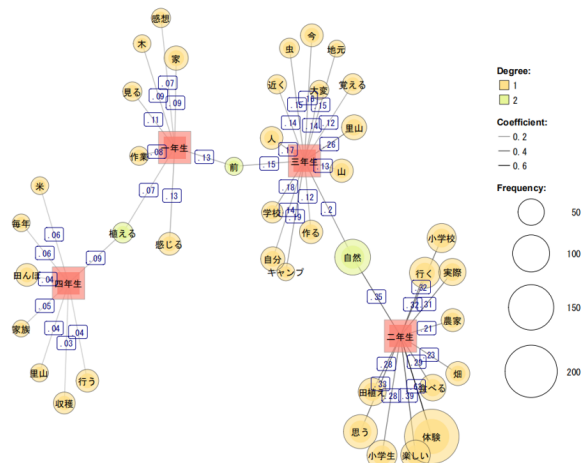 感想
木
家
.07
見る
.09
.09
.11
一年生
作業
.08
.13
前
.07
.13
植える
感じる
米
.06
毎年
.06
.09
田んぼ
.04
四年生
.05
家族
.04
.04
.03
里山
行う
収穫
虫
今
地元
近く
大変
覚える
.15
.15
.14
.14
.12
里山
人
.17
.26
三年生
.15
.13
山
.18
.12
学校
.14
.19
.2
作る
自分
キャンプ
自然
.35
小学校
行く
実際
.32
.32
.31
農家
.21
二年生
.23
.28
.29
畑
.33
田植え
食べる
.28
.39
思う
体験
小学生
楽しい
Degree:
1
2
Coefficient:
0.2
0.4
0.6
Frequency:
50
100
150
200